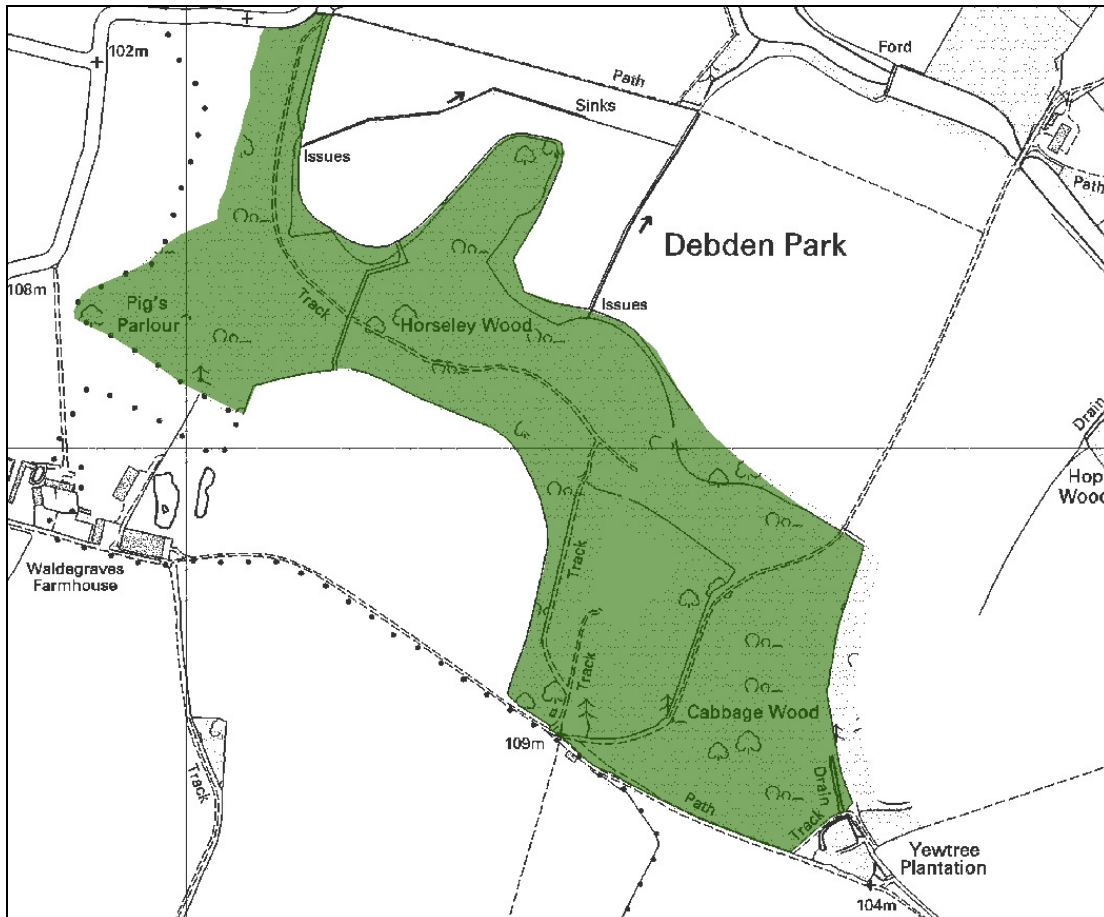 102m
Ford
Path
Sinks
Issues
Path
Debden Park
108m
Pig's
Parlour
Track
Horseley Wood
Issues
Drain
Hop
Wood
Waldegraves
Farmhouse
Track
Track
Cabbage Wood
109m
Track
Drain
Path
Track
Yewtree
Plantation
104m